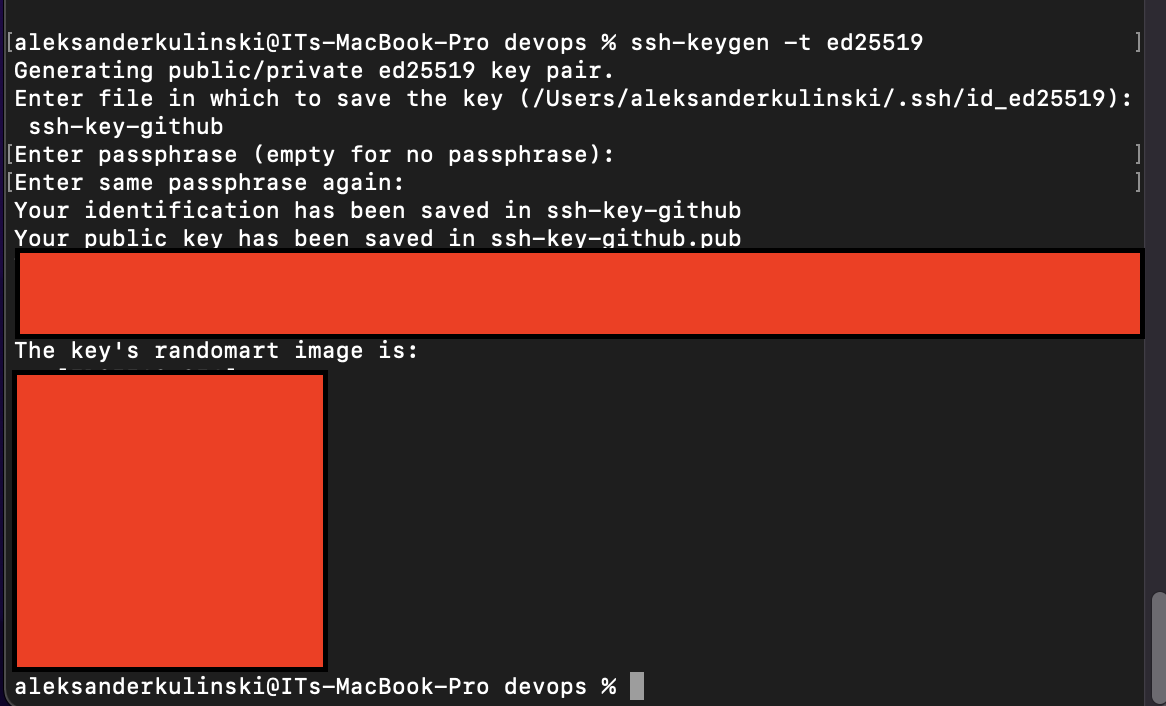 [aleksanderkulinski@ITs-MacBook-Pro devops % ssh-keygen -t ed25519 ]
Generating public/private ed25519 key pair.
Enter file in which to save the key (/Users/aleksanderkulinski/.ssh/id_ed25519):
ssh-key-github
[Enter passphrase (empty for no passphrase): ]
[Enter same passphrase again: ]
Your identification has been saved in ssh-key-github
Your public key has been saved in ssh-key-github.pub
The key's randomart image is:
aleksanderkulinski@ITs-MacBook-Pro devops %